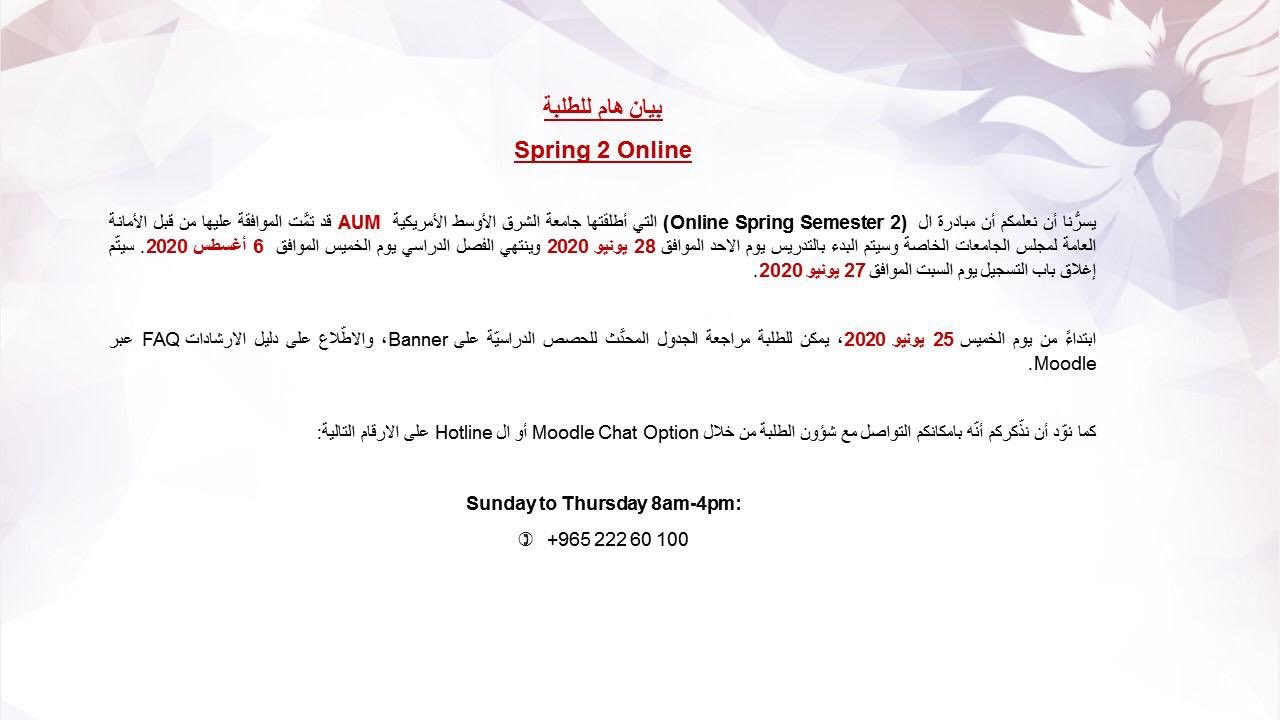 بيان هام للطلبة
Spring 2 Online
يسرُّنا أن نعلمكم أن مبادرة ال (Online Spring Semester 2) التي أطلقتها جامعة الشرق الأوسط الأمريكية AUM قد تمَّت الموافقة عليها من قبل الأمانة
العامة لمجلس الجامعات الخاصة وسيتم البدء بالتدريس يوم الاحد الموافق 28 يونيو 2020 وينتهي الفصل الدراسي يوم الخميس الموافق 6 أغسطس 2020. سيتّم
إغلاق باب التسجيل يوم السبت الموافق 27 يونيو 2020.
ابتداءً من يوم الخميس 25 يونيو 2020، يمكن للطلبة مراجعة الجدول المحدَّث للحصص الدراسيّة على Banner، والاطّلاع على دليل الارشادات FAQ عبر
Moodle.
كما نوّد أن نذّكركم أنّه بامكانكم التواصل مع شؤون الطلبة من خلال Moodle Chat Option أو ال Hotline على الارقام التالية:
Sunday to Thursday 8am-4pm:
✆ +965 222 60 100